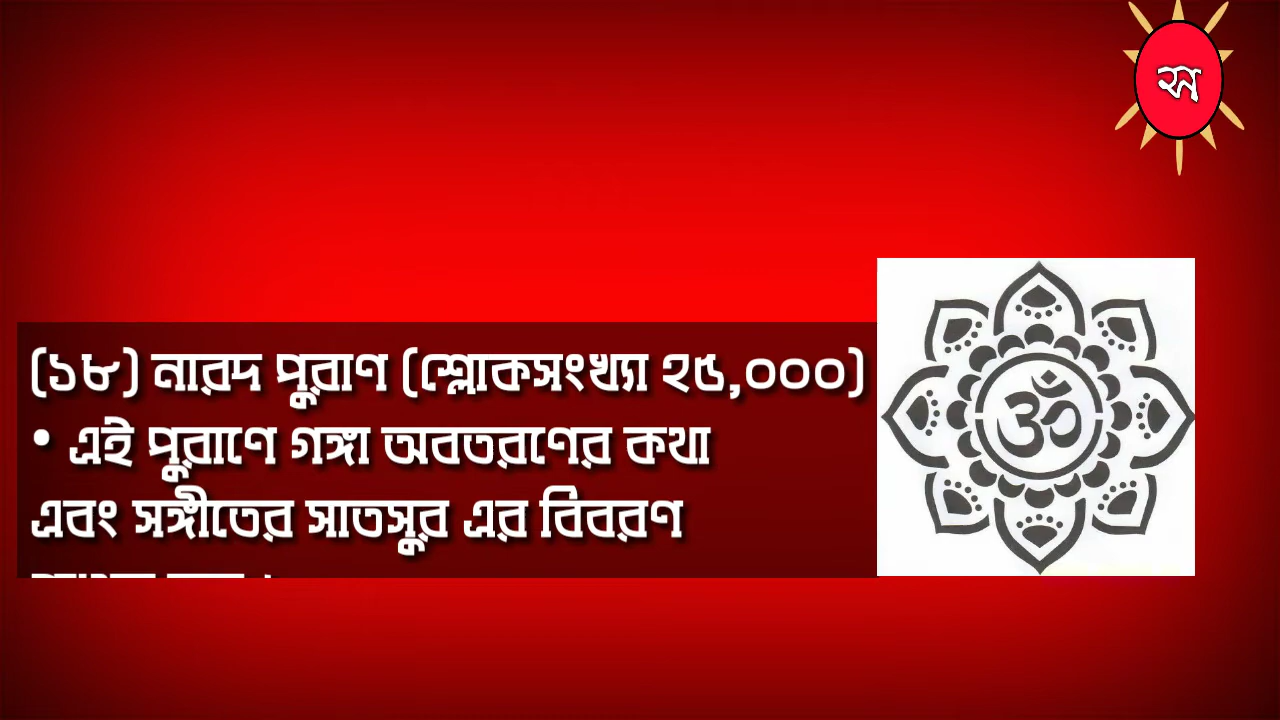 স
(১৮) নারদ পুরাণ (শ্লোকসংখ্যা ২৫,০০০)
• এই পুরাণে গঙ্গা অবতরণের কথা
এবং সঙ্গীতের সাতসুর এর বিবরণ
ॐ